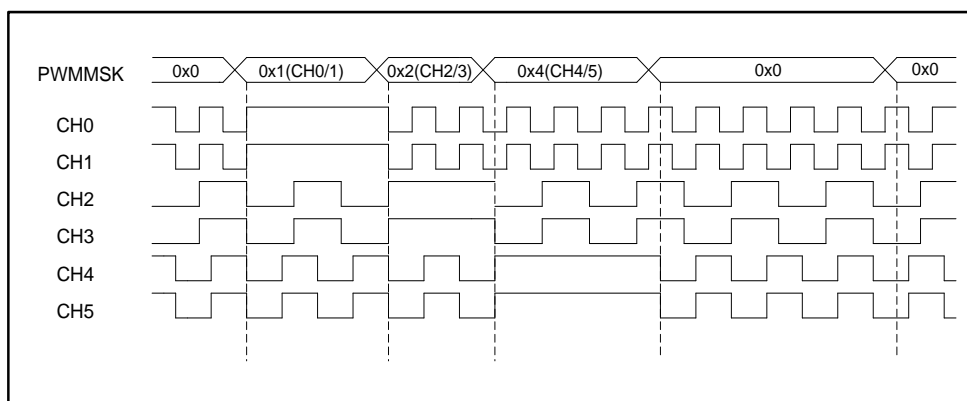 PWMMSK 0x0 0x1(CH0/1) 0x2(CH2/3) 0x4(CH4/5) 0x0 0x0
CH0
CH1
CH2
CH3
CH4
CH5